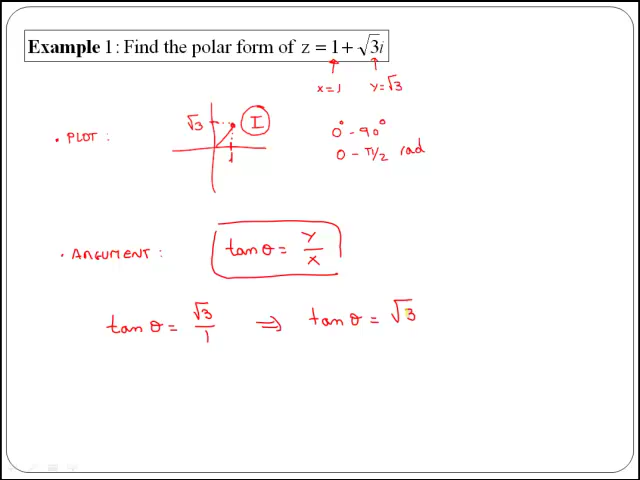 Example 1: Find the polar form of z = 1 + √3i
x = 1 y = √3
√3 I
1
0° - 90°
0 - π/2 rad
• PLOT :
• ARGUMENT : tan θ = y/x
tan θ = √3/1 ⇒ tan θ = √3